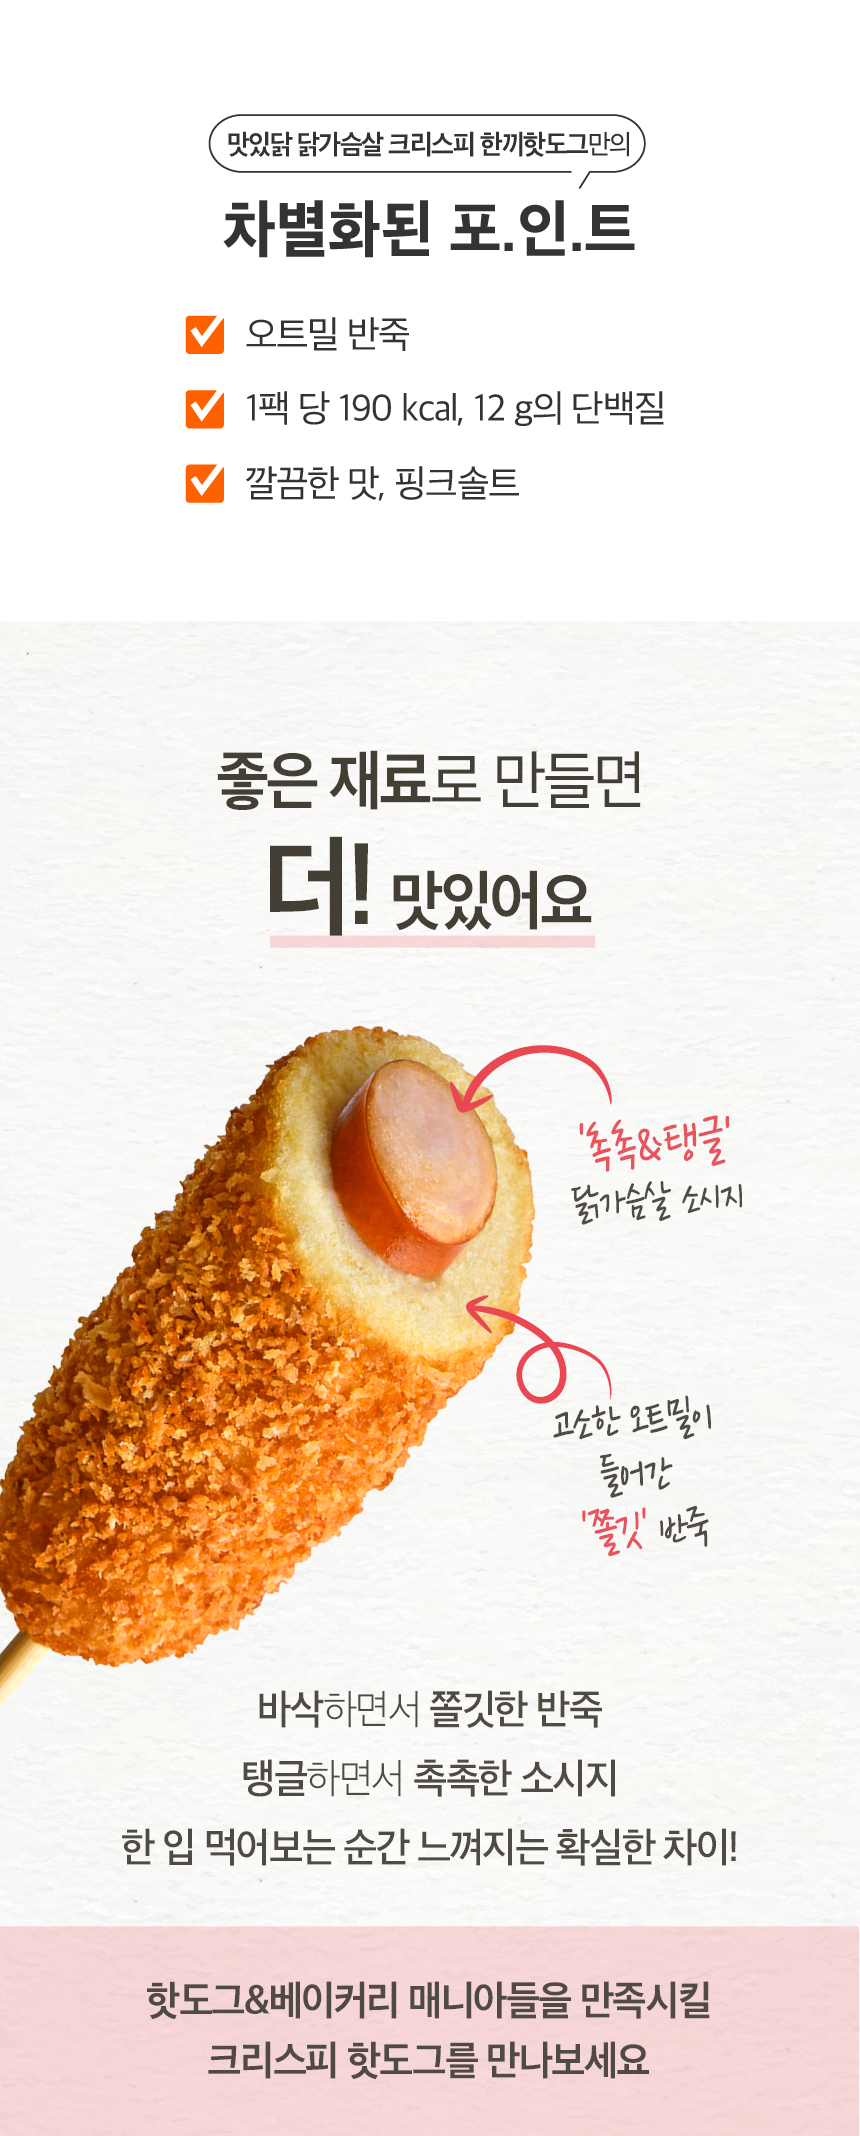 맛있닭 닭가슴살 크리스피 한끼핫도그만의
차별화된 포.인.트
오트밀 반죽
1팩 당 190 kcal, 12 g의 단백질
깔끔한 맛, 핑크솔트
좋은 재료로 만들면
더! 맛있어요
'촉촉&탱글'
닭가슴살 소시지
고소한 오트밀이
들어간
'쫄깃' 반죽
바삭하면서 쫄깃한 반죽
탱글하면서 촉촉한 소시지
한 입 먹어보는 순간 느껴지는 확실한 차이!
핫도그&베이커리 매니아들을 만족시킬
크리스피 핫도그를 만나보세요